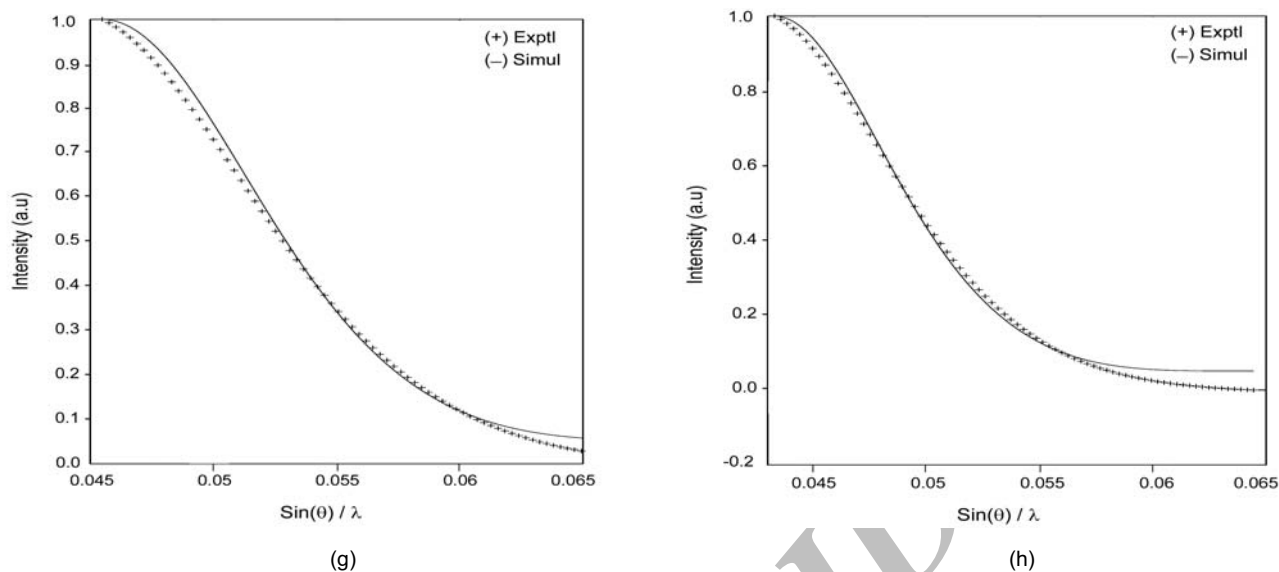 1.0
0.9
0.8
0.7
0.6
0.5
0.4
0.3
0.2
0.1
0.0
Intensity (a.u)
(+) Exptl
(–) Simul
0.045 0.05 0.055 0.06 0.065
Sin(θ) / λ
(g)
1.0
0.8
0.6
0.4
0.2
0.0
-0.2
Intensity (a.u)
(+) Exptl
(–) Simul
0.045 0.05 0.055 0.06 0.065
Sin(θ) / λ
(h)